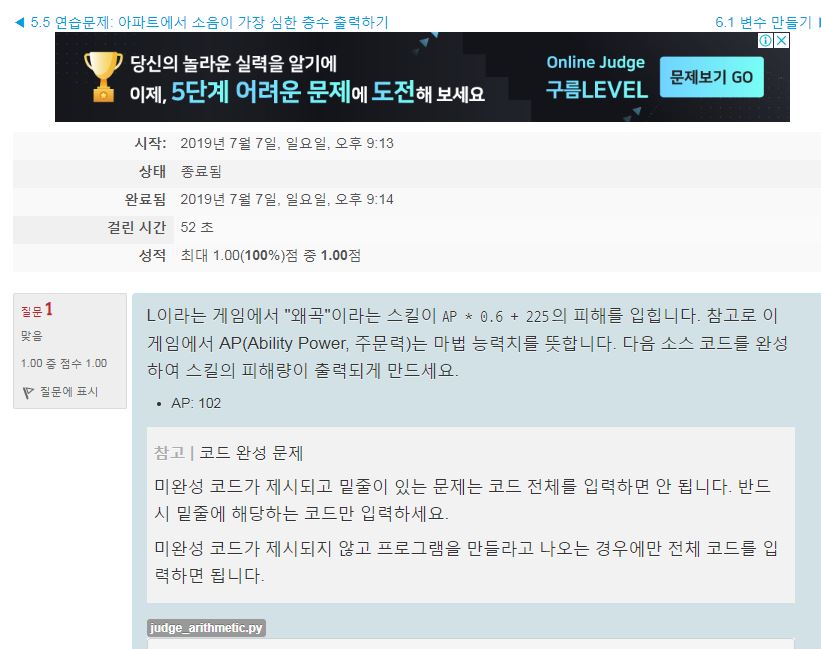 ◀ 5.5 연습문제: 아파트에서 소음이 가장 심한 층수 출력하기
6.1 변수 만들기
당신의 놀라운 실력을 알기에
이제, 5단계 어려운 문제에 도전해 보세요
Online Judge
구름LEVEL
문제보기 GO
시작: 2019년 7월 7일, 일요일, 오후 9:13
상태 종료됨
완료됨 2019년 7월 7일, 일요일, 오후 9:14
걸린 시간 52 초
성적 최대 1.00(100%)점 중 1.00점
질문 1
맞음
1.00 중 점수 1.00
질문에 표시
L이라는 게임에서 "왜곡"이라는 스킬이 AP * 0.6 + 225의 피해를 입힙니다. 참고로 이
게임에서 AP(Ability Power, 주문력)는 마법 능력치를 뜻합니다. 다음 소스 코드를 완성
하여 스킬의 피해량이 출력되게 만드세요.
• AP: 102
참고 | 코드 완성 문제
미완성 코드가 제시되고 밑줄이 있는 문제는 코드 전체를 입력하면 안 됩니다. 반드
시 밑줄에 해당하는 코드만 입력하세요.
미완성 코드가 제시되지 않고 프로그램을 만들라고 나오는 경우에만 전체 코드를 입
력하면 됩니다.
judge_arithmetic.py